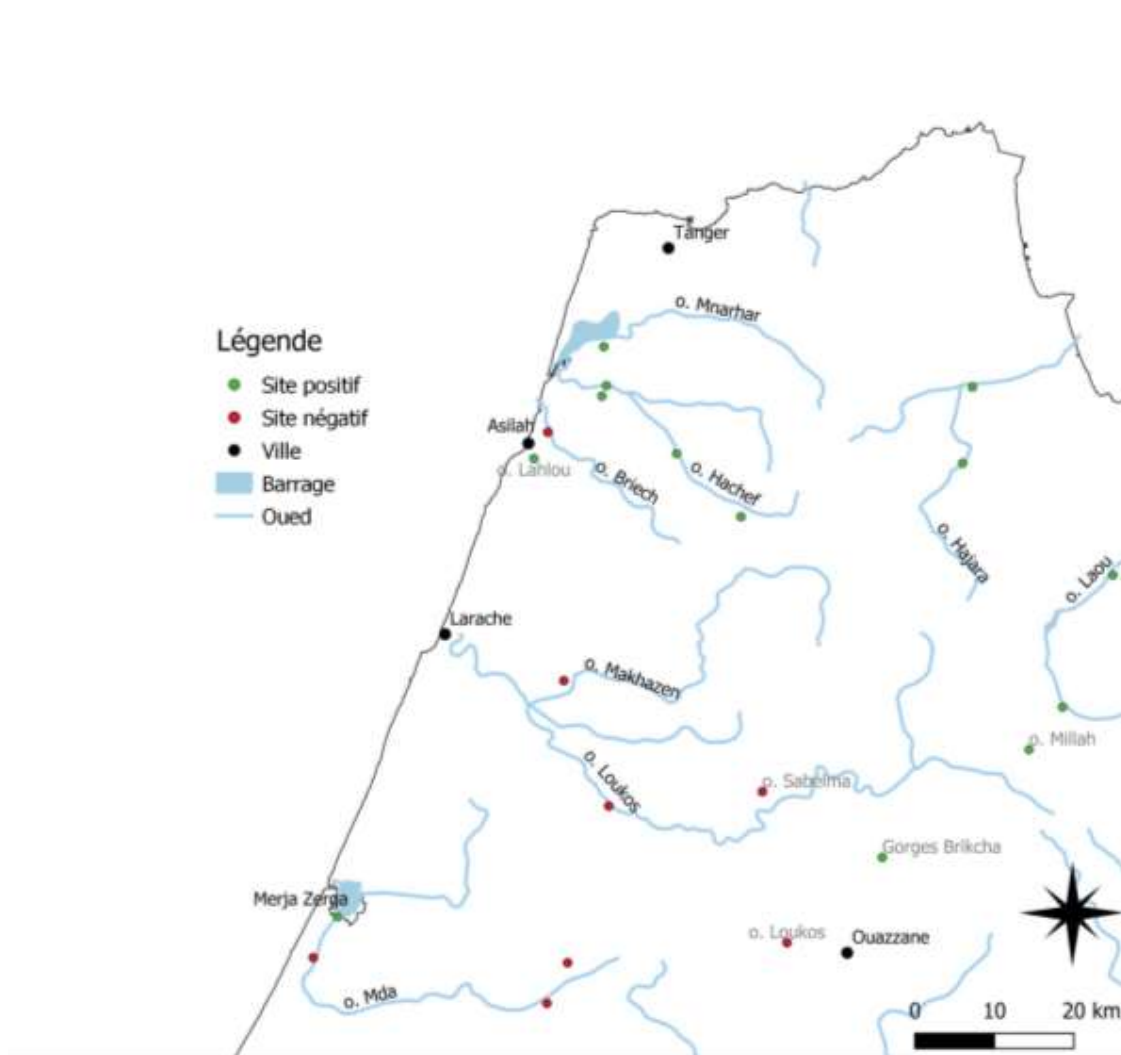 Tanger
o. Mnarhar
Légende
Site positif
Site négatif
Ville
Barrage
Oued
Asilah
o. Lahlou
o. Briech
o. Hachef
o. Hajara
o. Laou
Larache
o. Makhazen
o. Millah
o. Loukos
o. Sabelma
Gorges Brikcha
Merja Zerga
o. Loukos
Ouazzane
o. Mda
0 10 20 km